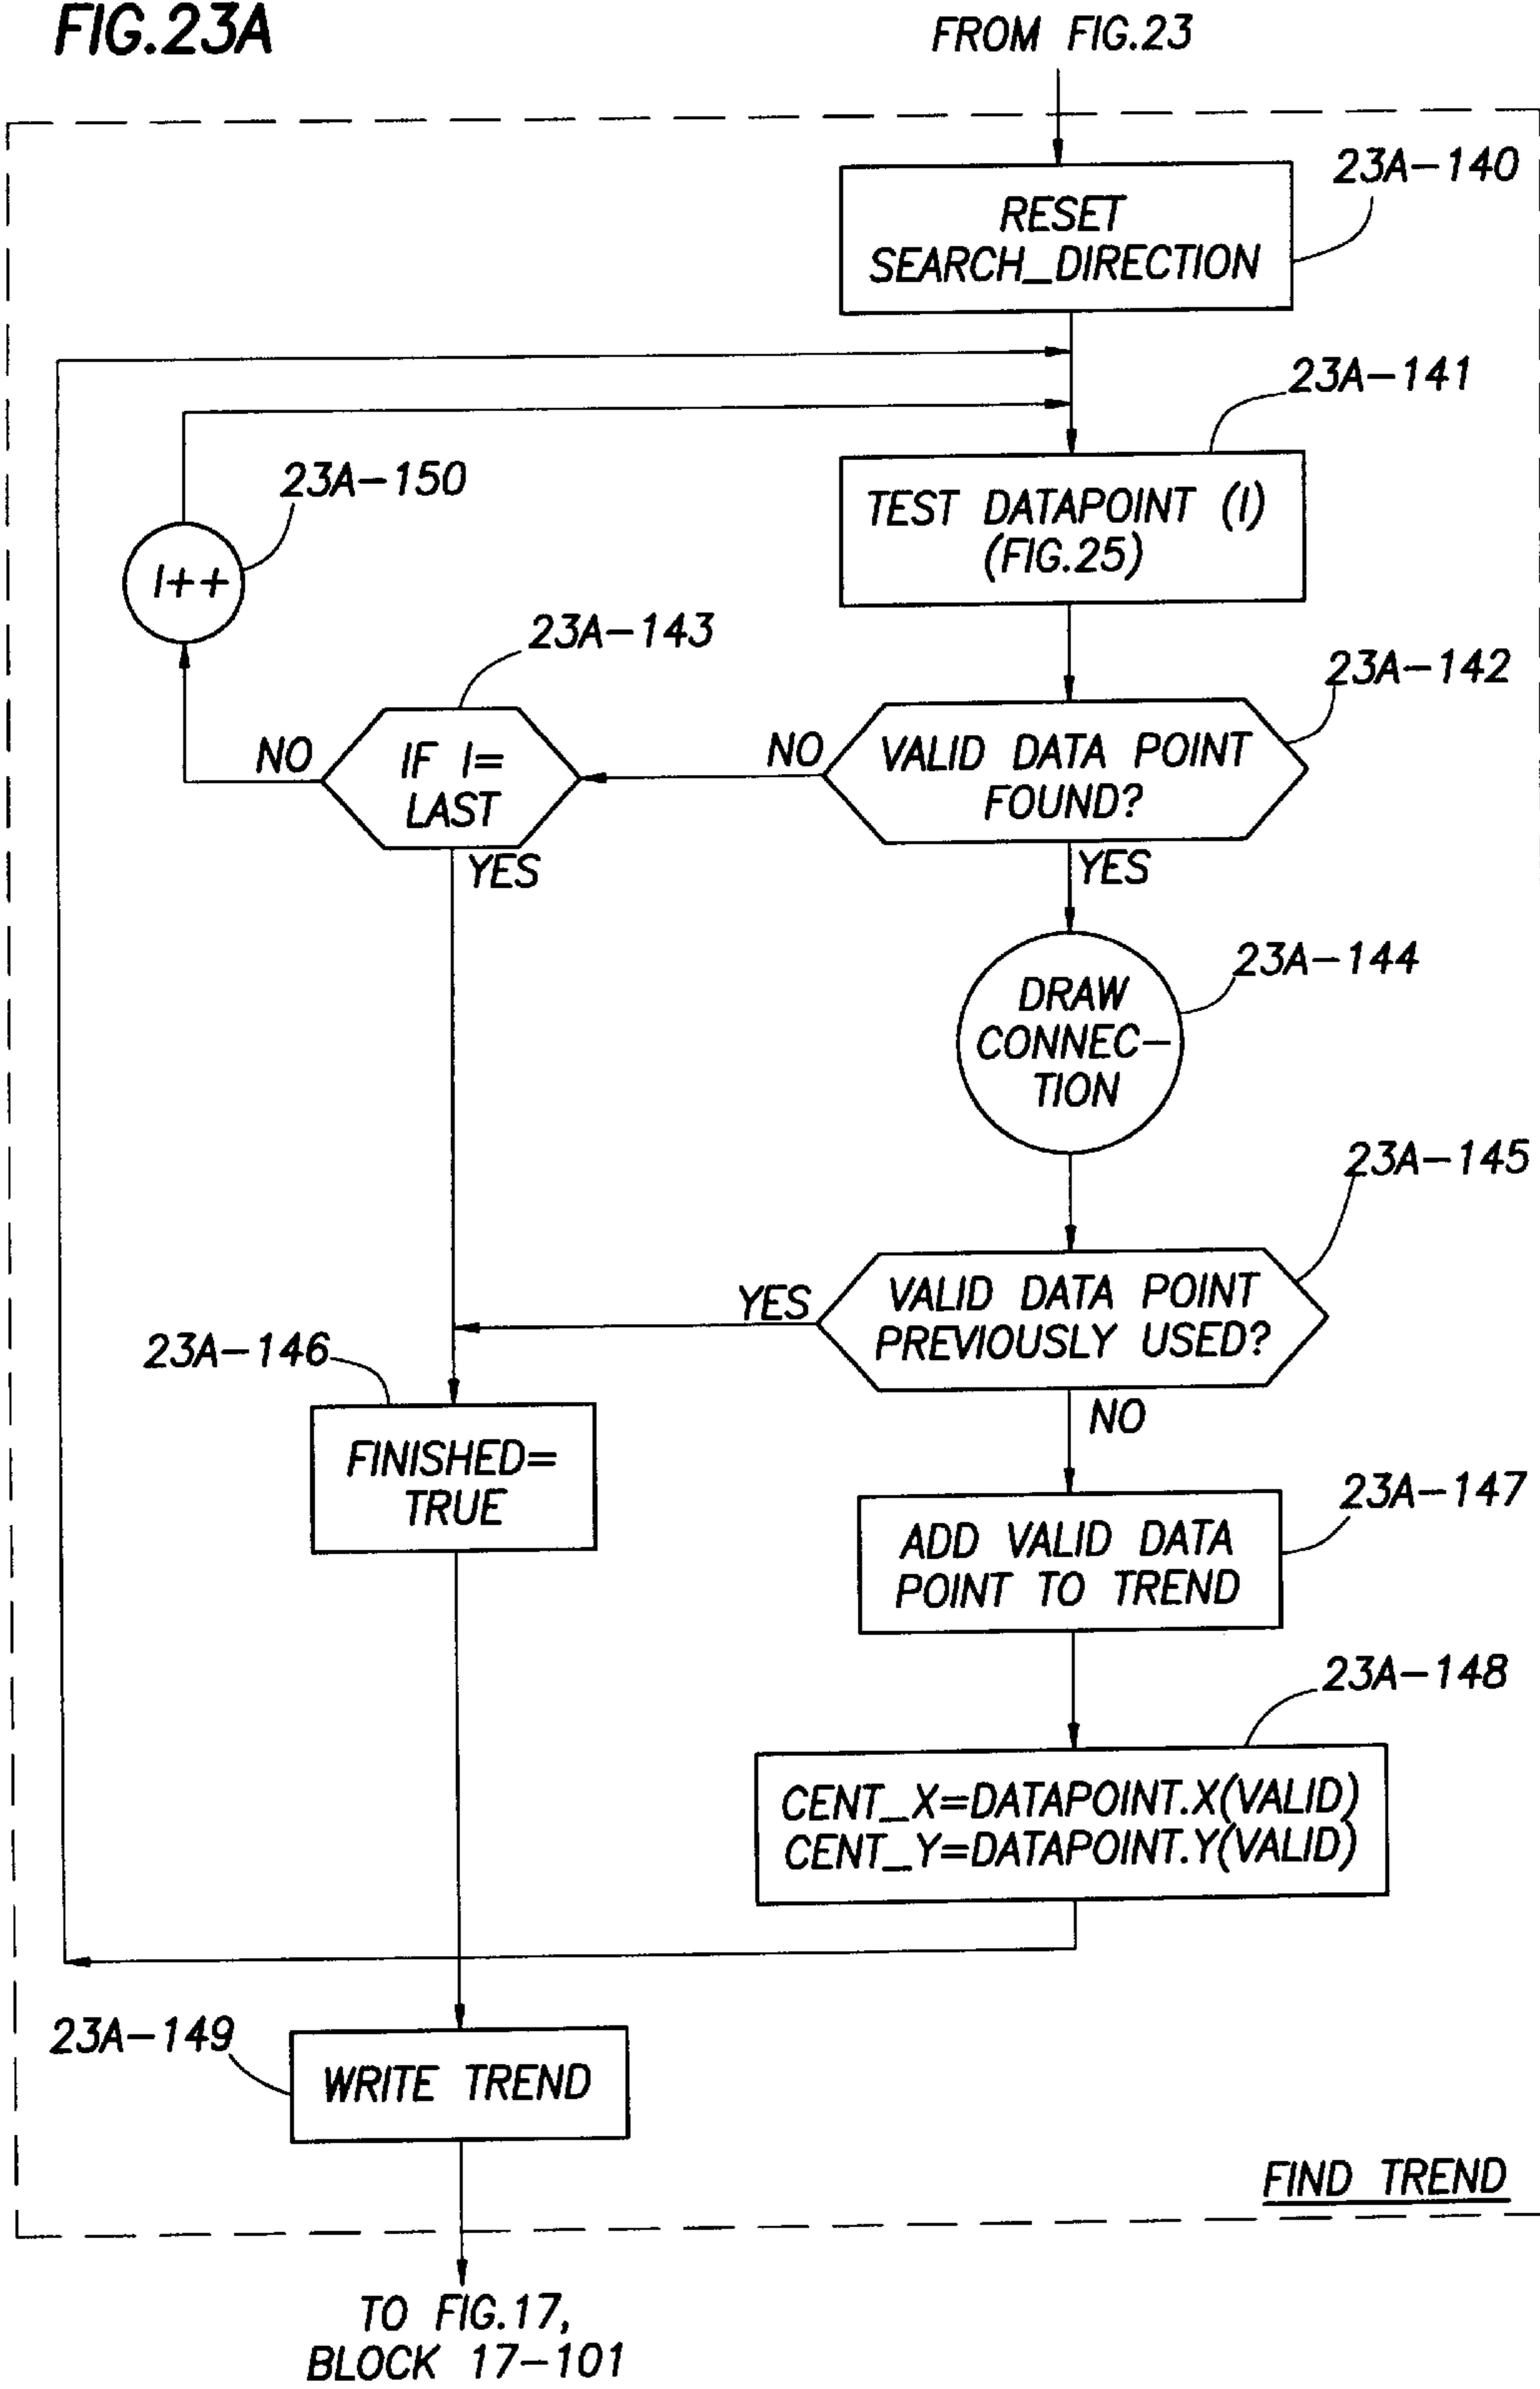 FIG.23A
FROM FIG.23
23A-140
RESET
SEARCH_DIRECTION
23A-141
TEST DATAPOINT (I)
(FIG.25)
23A-150
I++
23A-143
23A-142
NO
IF I=
LAST
NO
VALID DATA POINT
FOUND?
YES
YES
23A-144
DRAW
CONNEC-
TION
23A-145
YES
VALID DATA POINT
PREVIOUSLY USED?
23A-146
NO
FINISHED=
TRUE
23A-147
ADD VALID DATA
POINT TO TREND
23A-148
CENT_X=DATAPOINT.X(VALID)
CENT_Y=DATAPOINT.Y(VALID)
23A-149
WRITE TREND
FIND TREND
TO FIG.17,
BLOCK 17-101